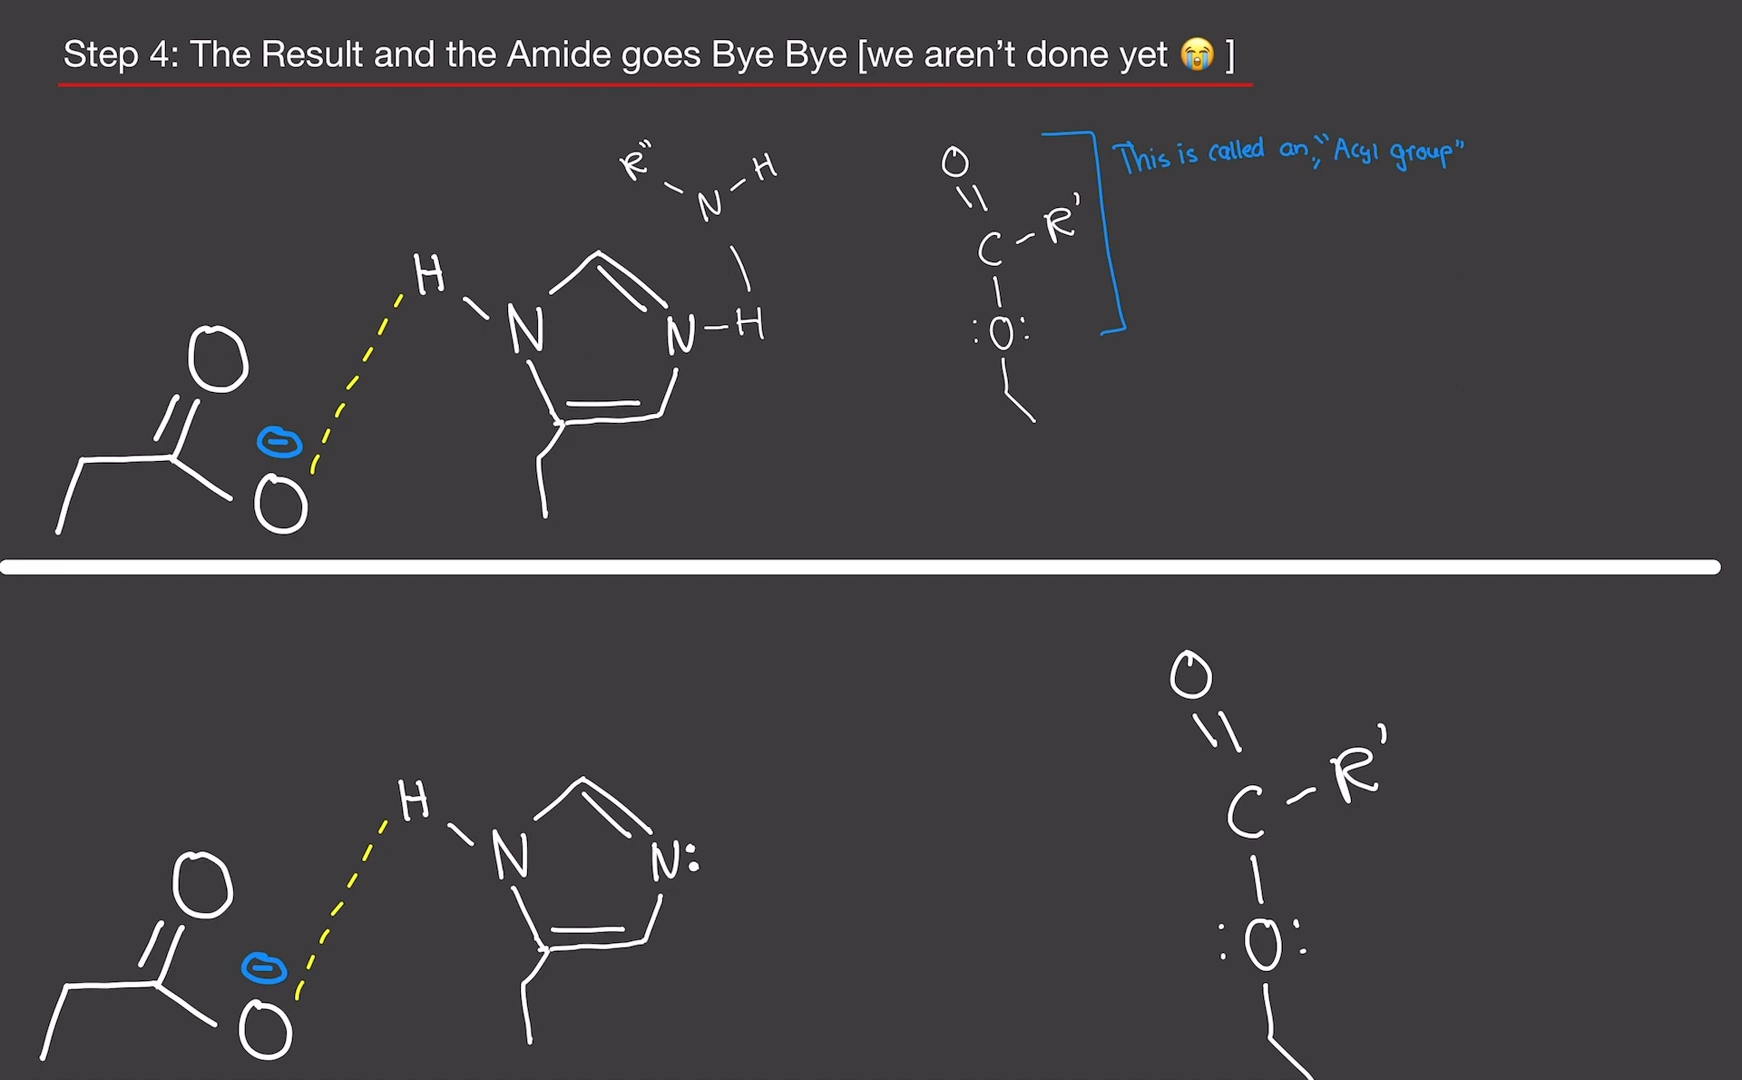 Step 4: The Result and the Amide goes Bye Bye [we aren't done yet 😭 ]
This is called an,, "Acyl group"
R"
N-H
O
C-R'
:O:
H
N
N-H
O
O
O
C-R'
:O:
H
N
N:
O
O